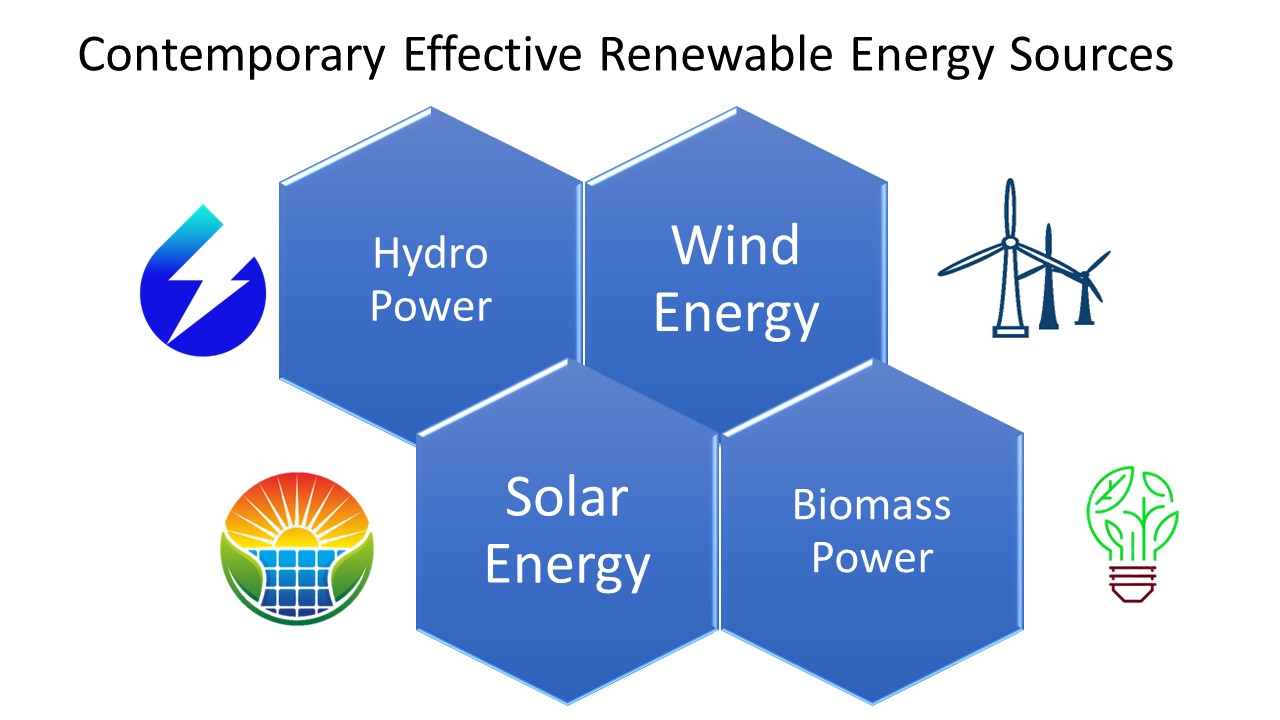 Contemporary Effective Renewable Energy Sources
Hydro
Power
Wind
Energy
Solar
Energy
Biomass
Power